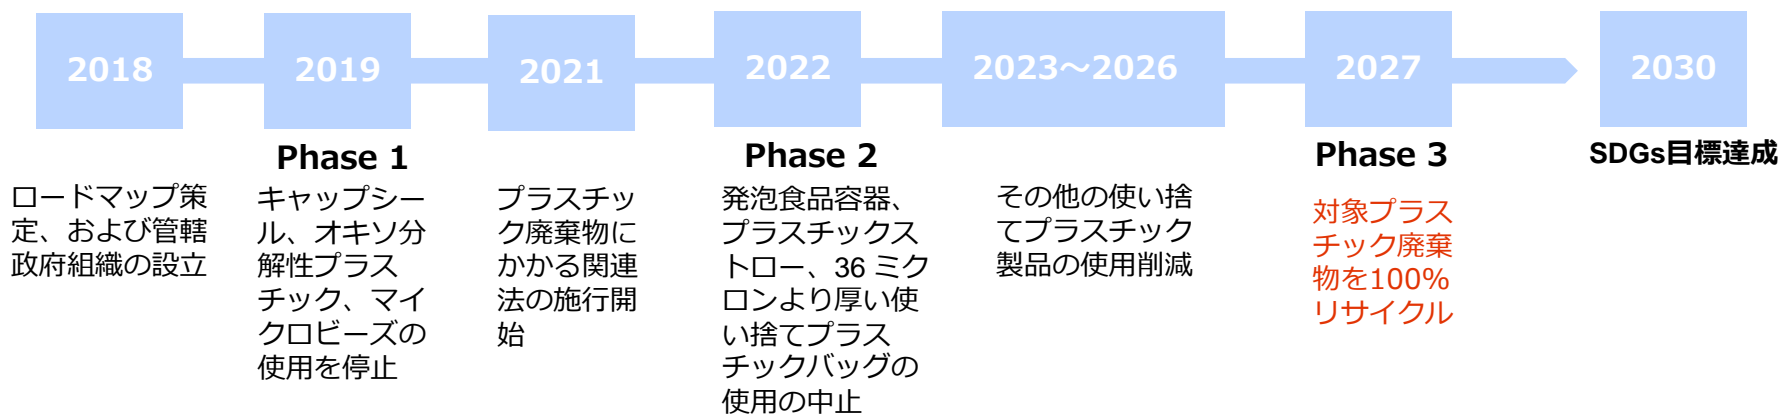 2018
2019
2021
2022
2023～2026
2027
2030
Phase 1
Phase 2
Phase 3
SDGs目標達成
ロードマップ策
定、および管轄
政府組織の設立
キャップシー
ル、オキソ分
解性プラス
チック、マイ
クロビーズの
使用を停止
プラスチッ
ク廃棄物に
かかる関連
法の施行開
始
発泡食品容器、
プラスチックス
トロー、36 ミク
ロンより厚い使
い捨てプラス
チックバッグの
使用の中止
その他の使い捨
てプラスチック
製品の使用削減
対象プラス
チック廃棄
物を100%
リサイクル